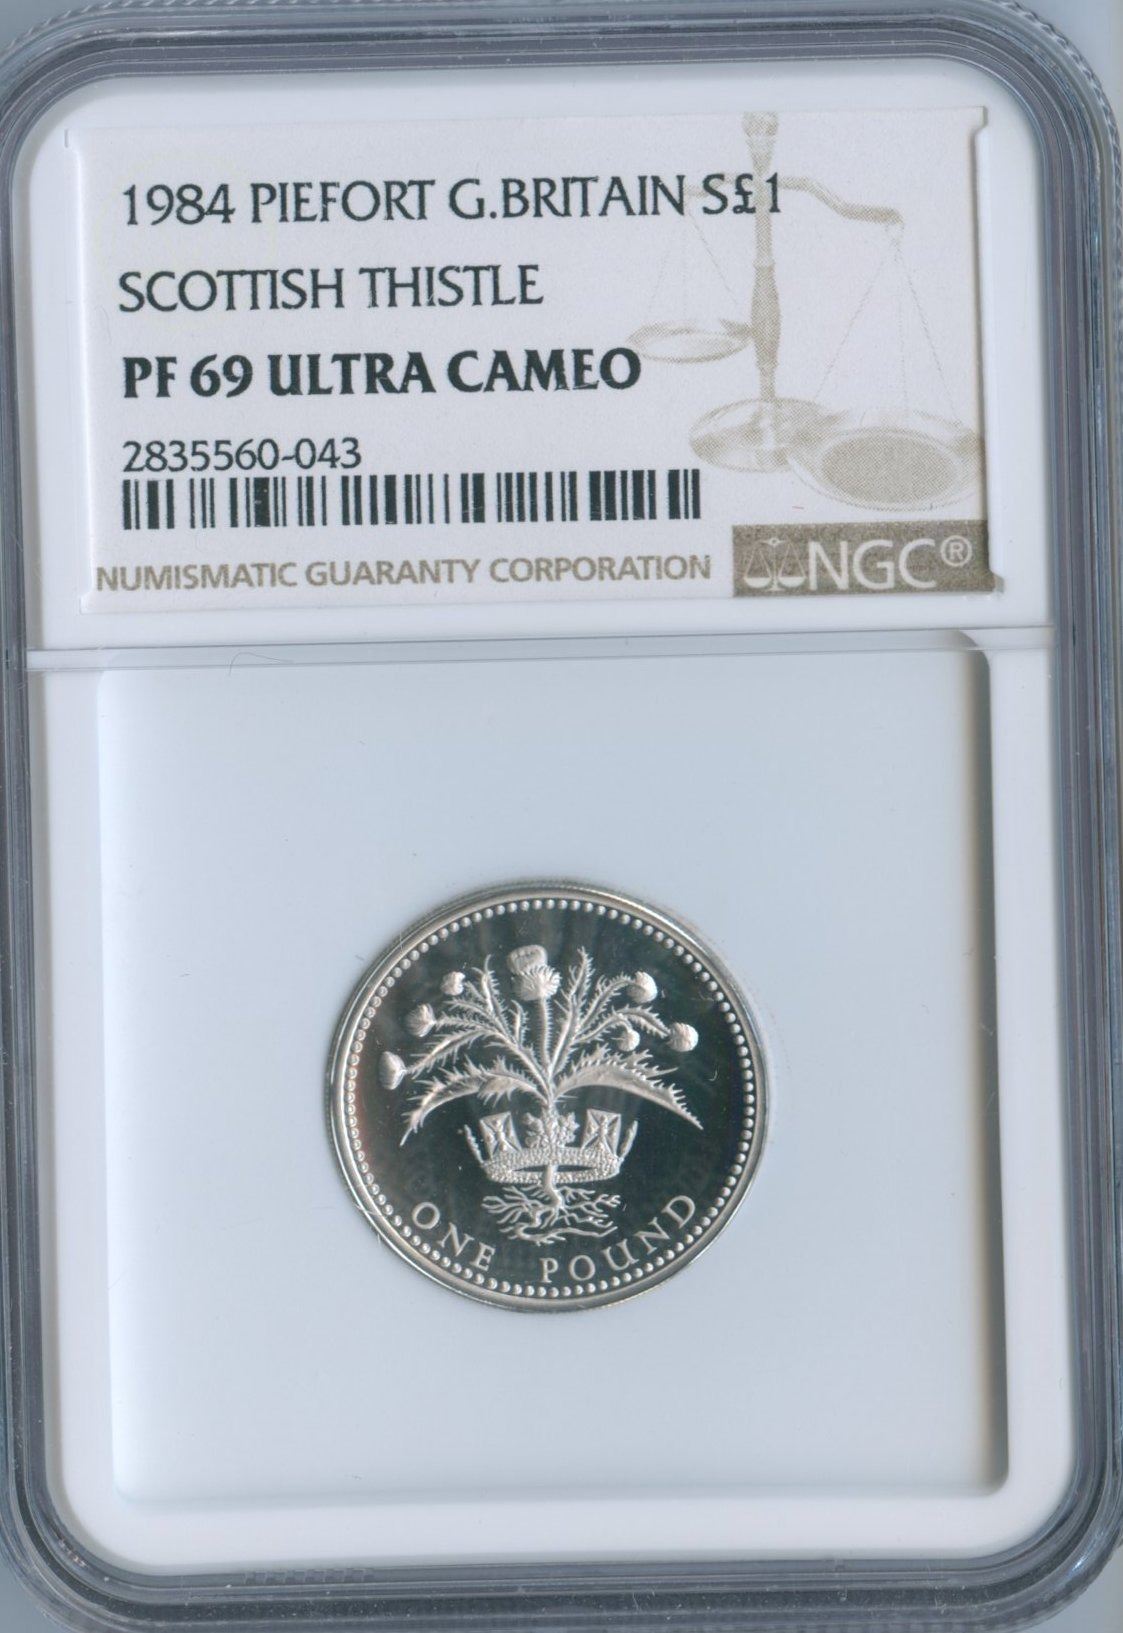 1984 PIEFORT G.BRITAIN S£1
SCOTTISH THISTLE
PF 69 ULTRA CAMEO
2835560-043
NUMISMATIC GUARANTY CORPORATION NGC®
ONE POUND